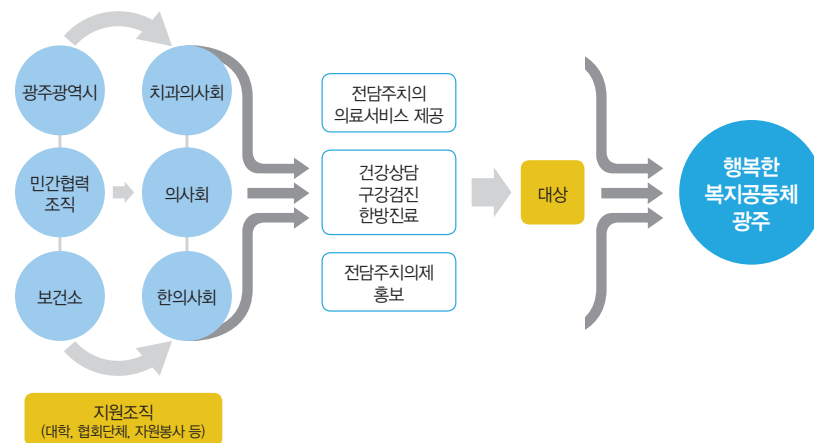 광주광역시
치과의사회
민간협력
조직
의사회
보건소
한의사회
지원조직
(대학, 협회단체, 자원봉사 등)
전담주치의
의료서비스 제공
건강상담
구강검진
한방진료
전담주치의제
홍보
대상
행복한
복지공동체
광주